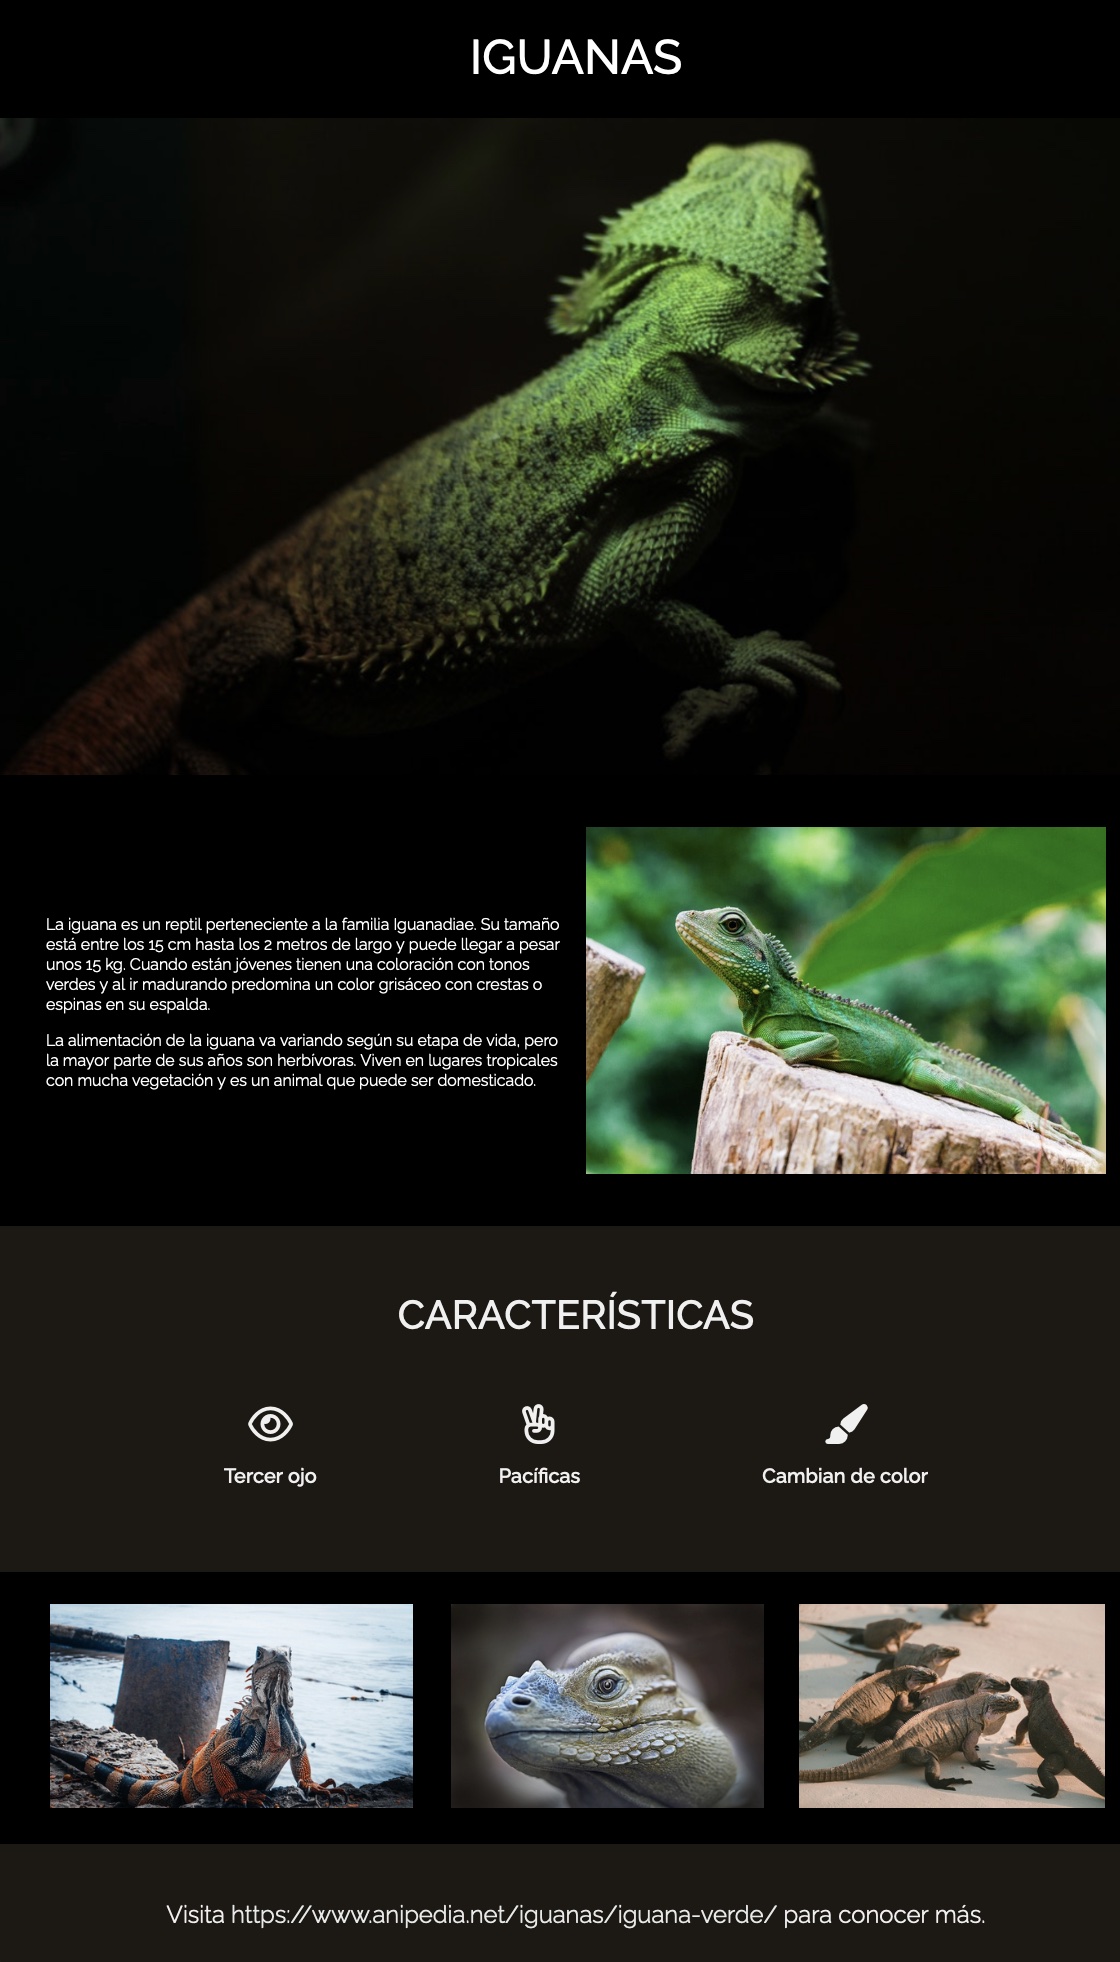 IGUANAS
La iguana es un reptil perteneciente a la familia Iguanadiae. Su tamaño
está entre los 15 cm hasta los 2 metros de largo y puede llegar a pesar
unos 15 kg. Cuando están jóvenes tienen una coloración con tonos
verdes y al ir madurando predomina un color grisáceo con crestas o
espinas en su espalda.
La alimentación de la iguana va variando según su etapa de vida, pero
la mayor parte de sus años son herbívoras. Viven en lugares tropicales
con mucha vegetación y es un animal que puede ser domesticado.
CARACTERÍSTICAS
Tercer ojo
Pacíficas
Cambian de color
Visita https://www.anipedia.net/iguanas/iguana-verde/ para conocer más.